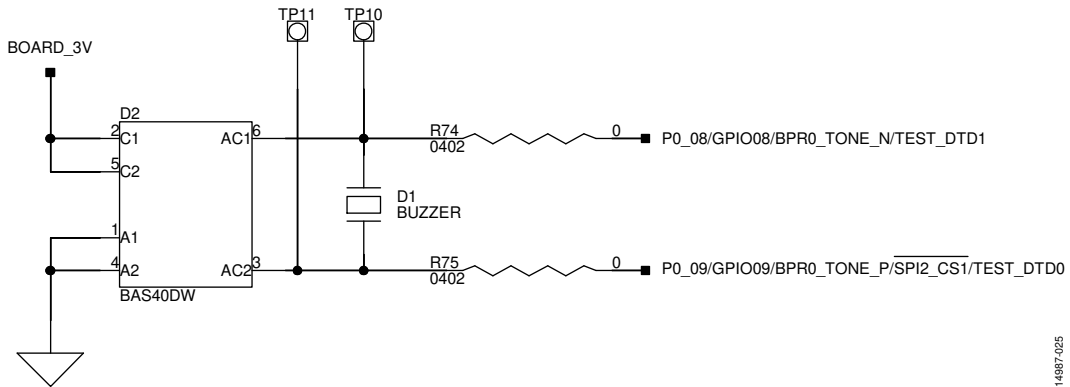 TP11 TP10
BOARD_3V
D2
2 C1 AC1 6 R74 0402 0 P0_08/GPIO08/BPR0_TONE_N/TEST_DTD1
5 C2
D1
BUZZER
1 A1
4 A2 AC2 3 R75 0402 0 P0_09/GPIO09/BPR0_TONE_P/SPI2_CS1/TEST_DTD0
BAS40DW
14987-025